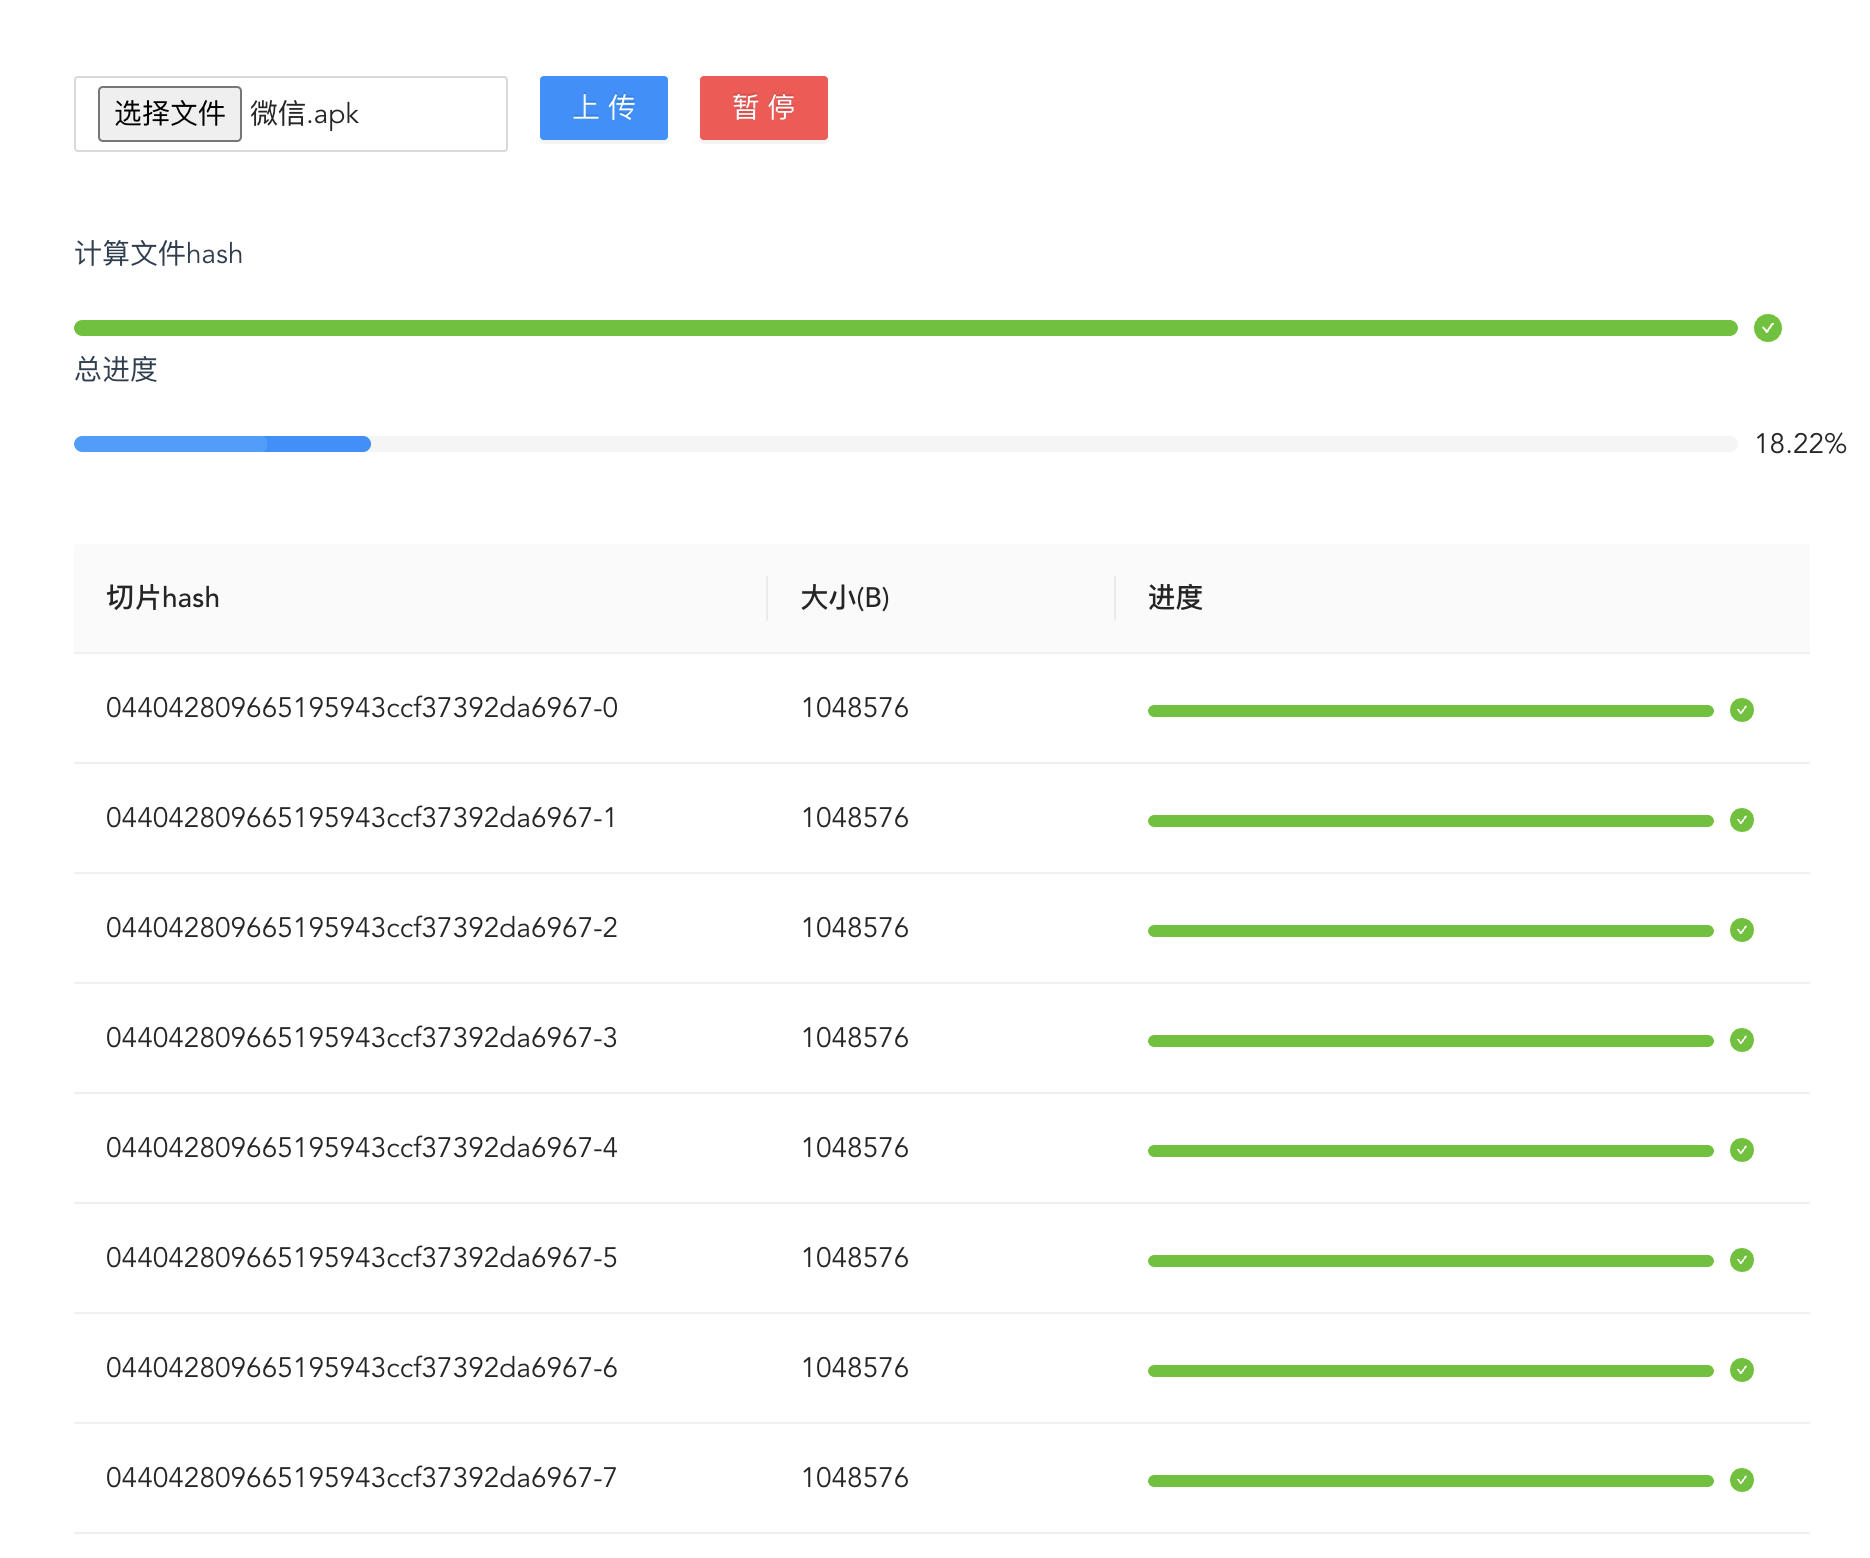 选择文件 微信.apk 上传 暂停
计算文件hash
总进度
18.22%
切片hash 大小(B) 进度
044042809665195943ccf37392da6967-0 1048576
044042809665195943ccf37392da6967-1 1048576
044042809665195943ccf37392da6967-2 1048576
044042809665195943ccf37392da6967-3 1048576
044042809665195943ccf37392da6967-4 1048576
044042809665195943ccf37392da6967-5 1048576
044042809665195943ccf37392da6967-6 1048576
044042809665195943ccf37392da6967-7 1048576